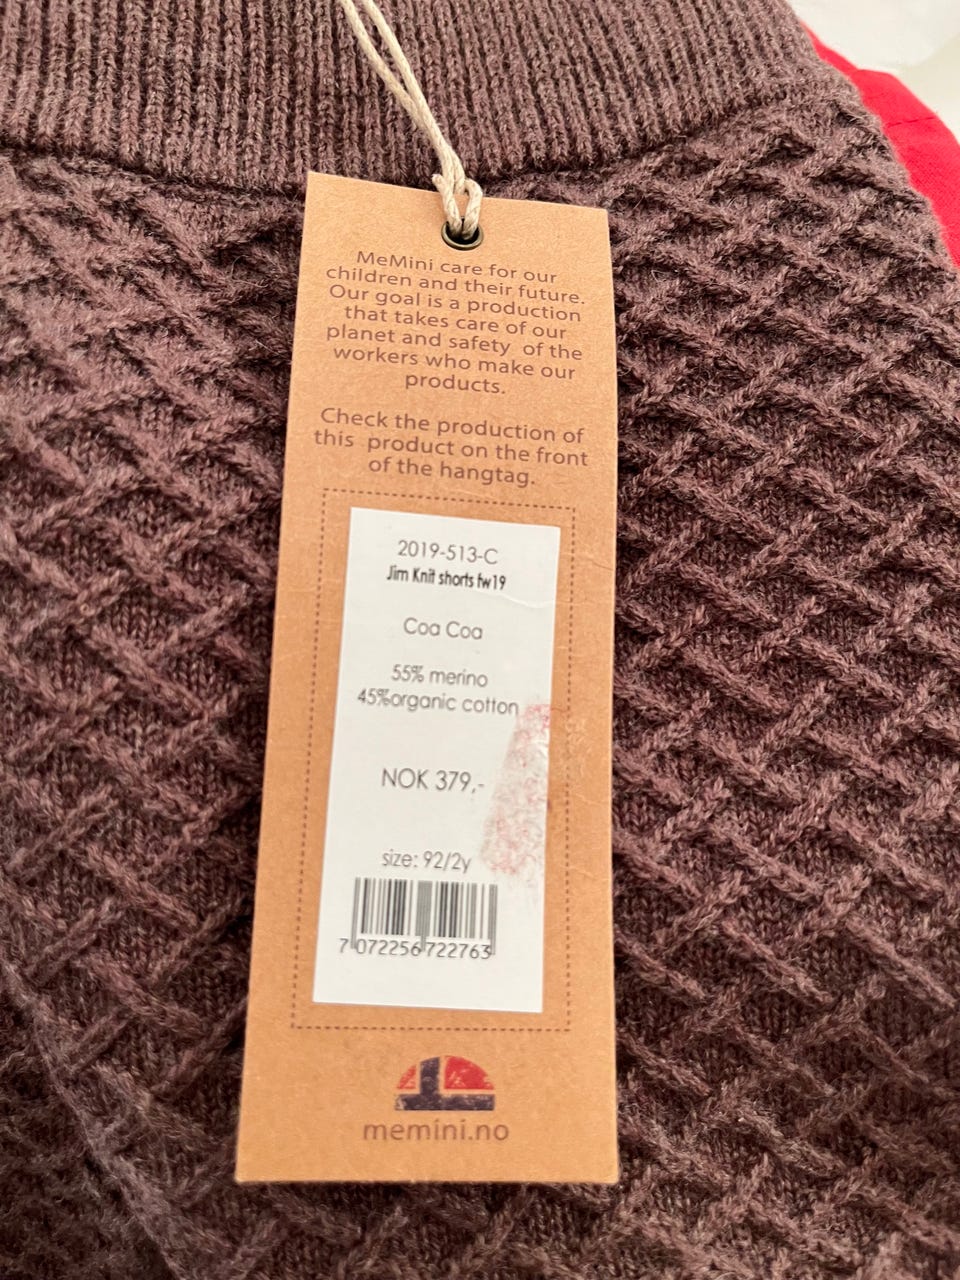 MeMini care for our
children and their future.
Our goal is a production
that takes care of our
planet and safety of the
workers who make our
products.
Check the production of
this product on the front
of the hangtag.
2019-513-C
Jim Knit shorts fw19
Coa Coa
55% merino
45%organic cotton
NOK 379,-
size: 92/2y
7 072256 722763
memini.no